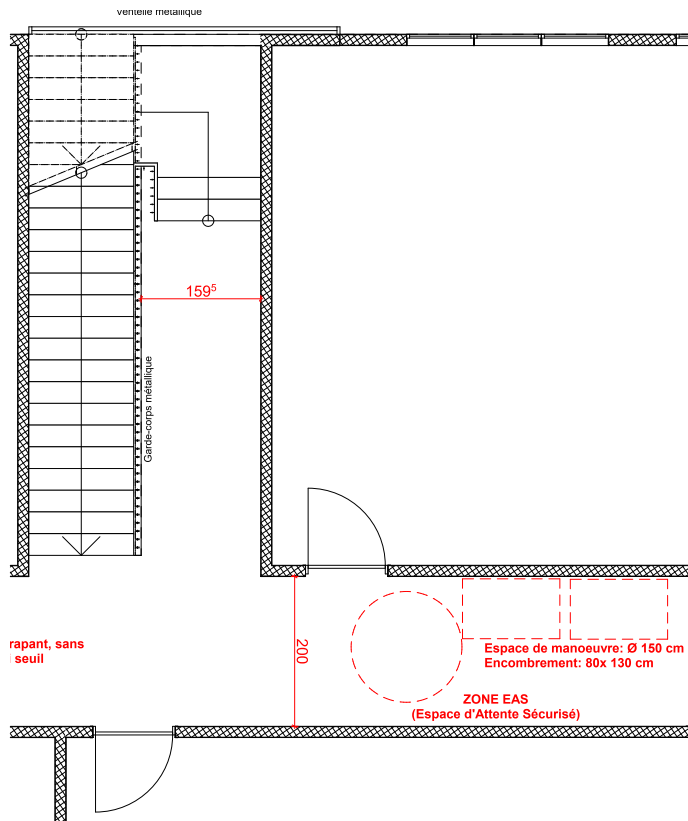 ventelle métallique
159⁵
Garde-corps métallique
rapant, sans
seuil
200
Espace de manoeuvre: Ø 150 cm
Encombrement: 80x 130 cm
ZONE EAS
(Espace d'Attente Sécurisé)